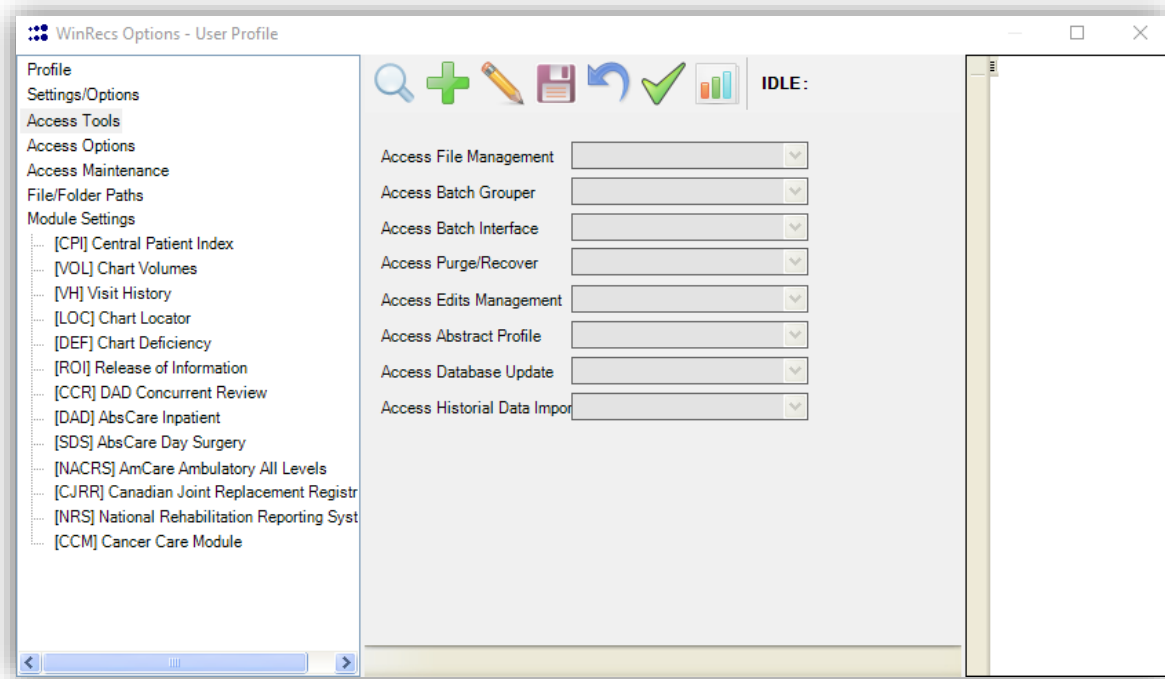 WinRecs Options - User Profile
Profile
Settings/Options
Access Tools
Access Options
Access Maintenance
File/Folder Paths
Module Settings
[CPI] Central Patient Index
[VOL] Chart Volumes
[VH] Visit History
[LOC] Chart Locator
[DEF] Chart Deficiency
[ROI] Release of Information
[CCR] DAD Concurrent Review
[DAD] AbsCare Inpatient
[SDS] AbsCare Day Surgery
[NACRS] AmCare Ambulatory All Levels
[CJRR] Canadian Joint Replacement Registr
[NRS] National Rehabilitation Reporting Syst
[CCM] Cancer Care Module
IDLE:
Access File Management
Access Batch Grouper
Access Batch Interface
Access Purge/Recover
Access Edits Management
Access Abstract Profile
Access Database Update
Access Historial Data Impor